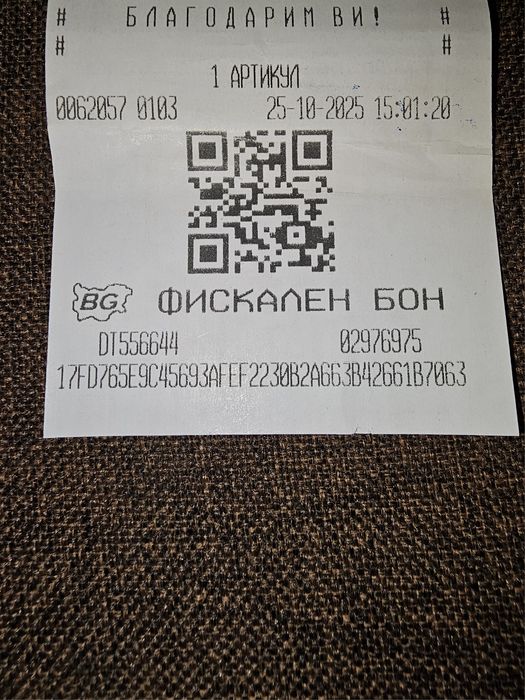 # БЛАГОДАРИМ ВИ! #
# #
1 АРТИКУЛ
0062057 0103 25-10-2025 15:01:20
BG ФИСКАЛЕН БОН
DT556644 02976975
17FD765E9C45693AFEF2230B2A663B42661B7063